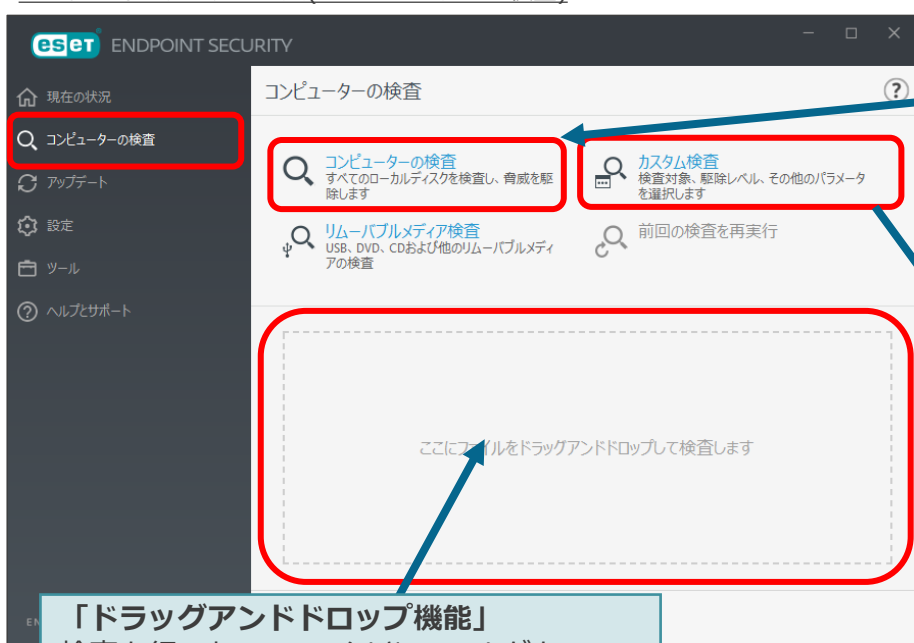 eset ENDPOINT SECURITY
現在の状況
コンピューターの検査
アップデート
設定
ツール
ヘルプとサポート
コンピューターの検査
?
コンピューターの検査
すべてのローカルディスクを検査し、脅威を駆
除します
カスタム検査
検査対象、駆除レベル、その他のパラメータ
を選択します
リムーバブルメディア検査
USB、DVD、CDおよび他のリムーバブルメディ
アの検査
前回の検査を再実行
ここにファイルをドラッグアンドドロップして検査します
EN
「ドラッグアンドドロップ機能」